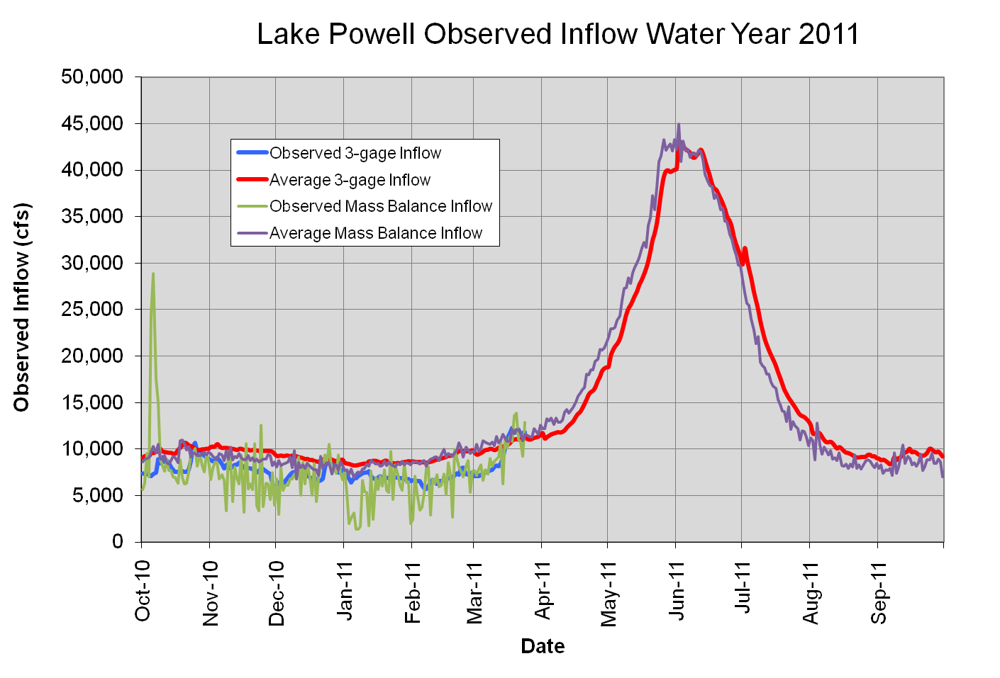 Lake Powell Observed Inflow Water Year 2011
50,000
45,000
40,000
35,000
30,000
25,000
20,000
15,000
10,000
5,000
0
Observed Inflow (cfs)
Observed 3-gage Inflow
Average 3-gage Inflow
Observed Mass Balance Inflow
Average Mass Balance Inflow
Oct-10
Nov-10
Dec-10
Jan-11
Feb-11
Mar-11
Apr-11
May-11
Jun-11
Jul-11
Aug-11
Sep-11
Date